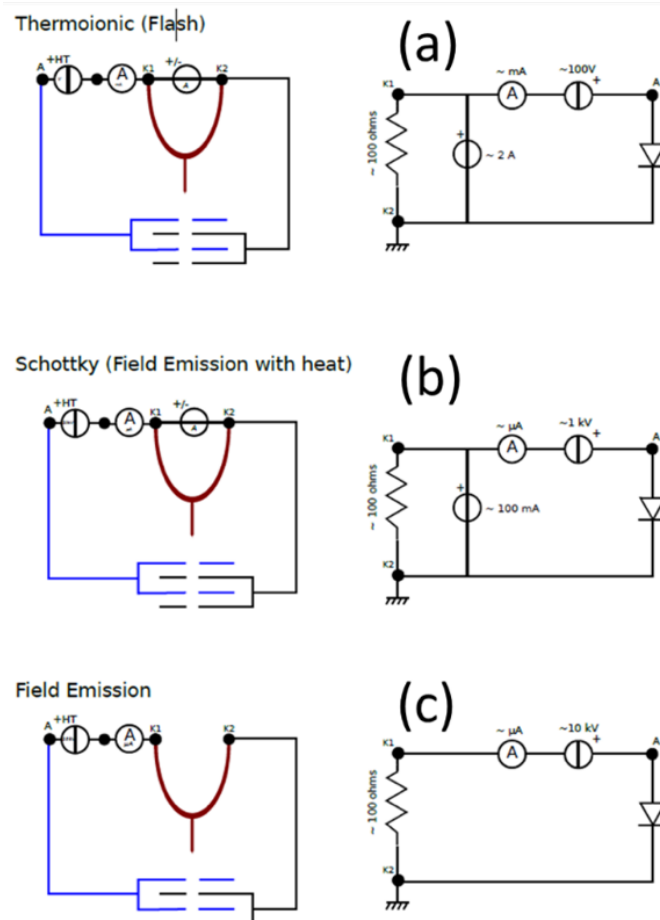 Thermoionic (Flash)
(a)
A +HT A K1 +/- A K2
K1 ~ mA A ~100V + A
~ 100 ohms
+ ~ 2 A
K2
Schottky (Field Emission with heat)
(b)
A +HT A K1 +/- A K2
K1 ~ μA A ~1 kV + A
~ 100 ohms
+ ~ 100 mA
K2
Field Emission
(c)
A +HT A μA K1 K2
K1 ~ μA A ~10 kV + A
~ 100 ohms
K2